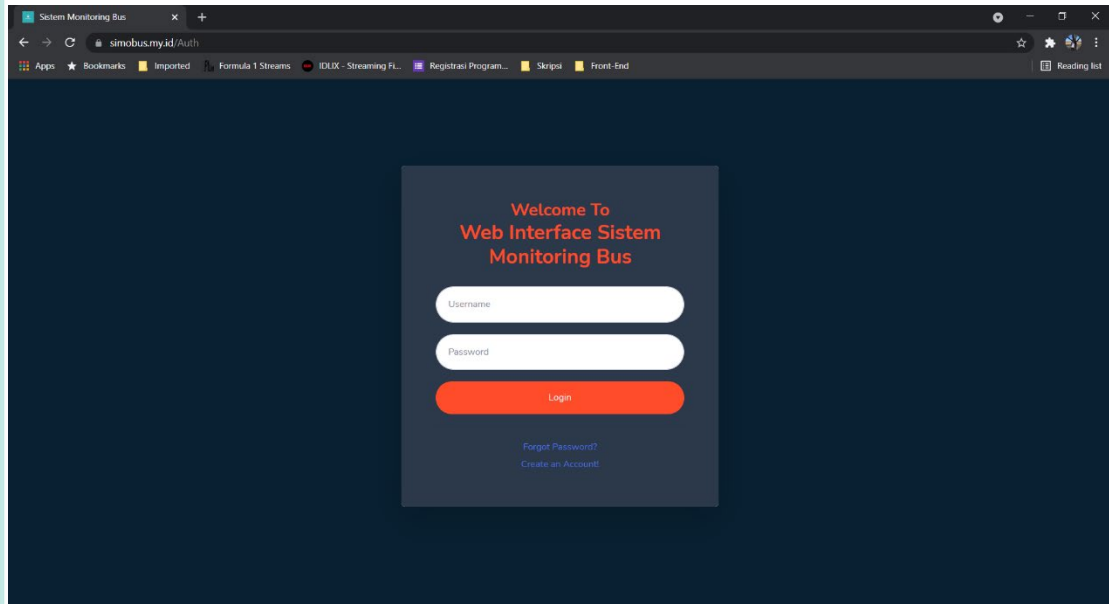 Sistem Monitoring Bus
simobus.my.id/Auth
Apps Bookmarks Imported Formula 1 Streams IDLIX - Streaming Fi... Registrasi Program... Skripsi Front-End Reading list
Welcome To
Web Interface Sistem
Monitoring Bus
Username
Password
Login
Forgot Password?
Create an Account!